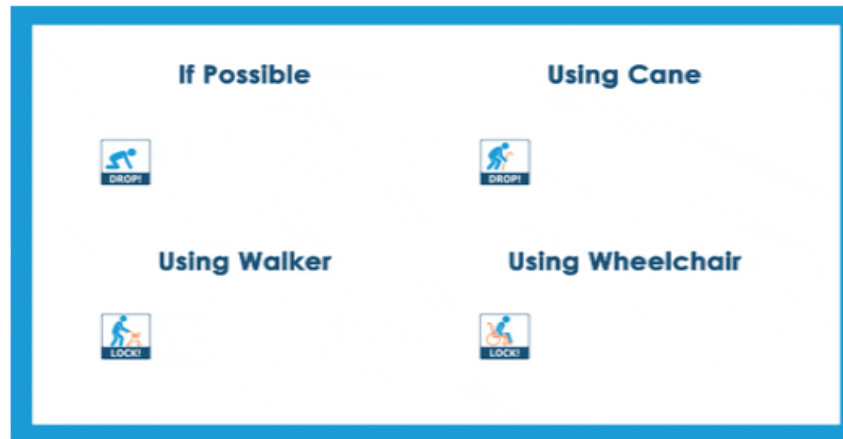 If Possible
Using Cane
DROP!
DROP!
Using Walker
Using Wheelchair
LOCK!
LOCK!